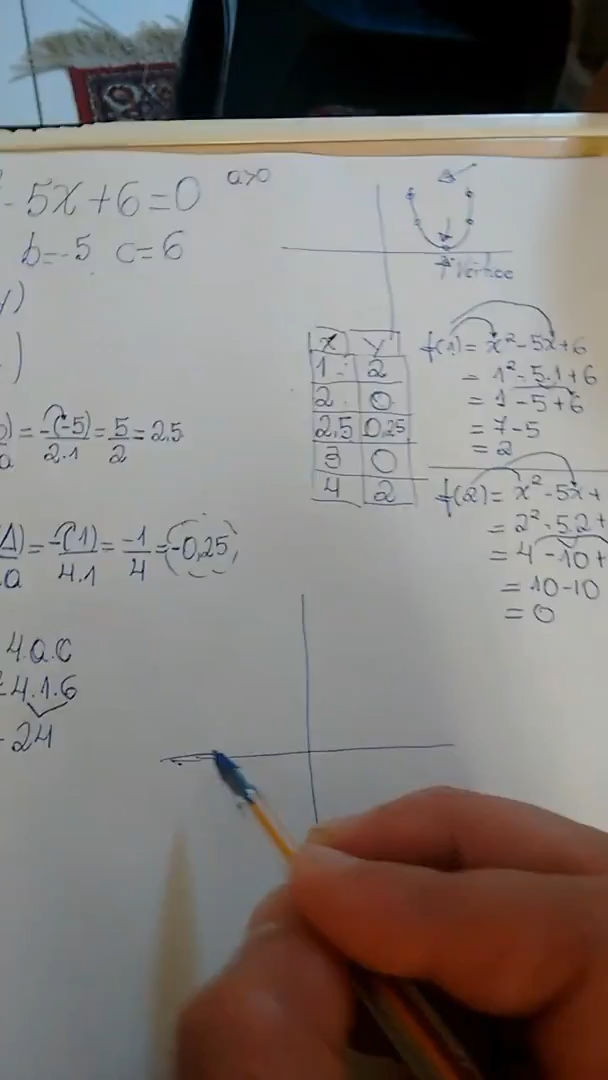 - 5x + 6 = 0 a>0
b=-5 c=6
= -(-5)/2.1 = 5/2 = 2.5
= -(1)/4.1 = -1/4 = -0,25
4.a.c
4.1.6
- 24
Vértice
x y
1 2
2 0
2.5 0,25
3 0
4 2
f(1) = x² - 5x + 6
= 1² - 5.1 + 6
= 1 - 5 + 6
= 7 - 5
= 2
f(2) = x² - 5x +
= 2² - 5.2 +
= 4 - 10 +
= 10 - 10
= 0